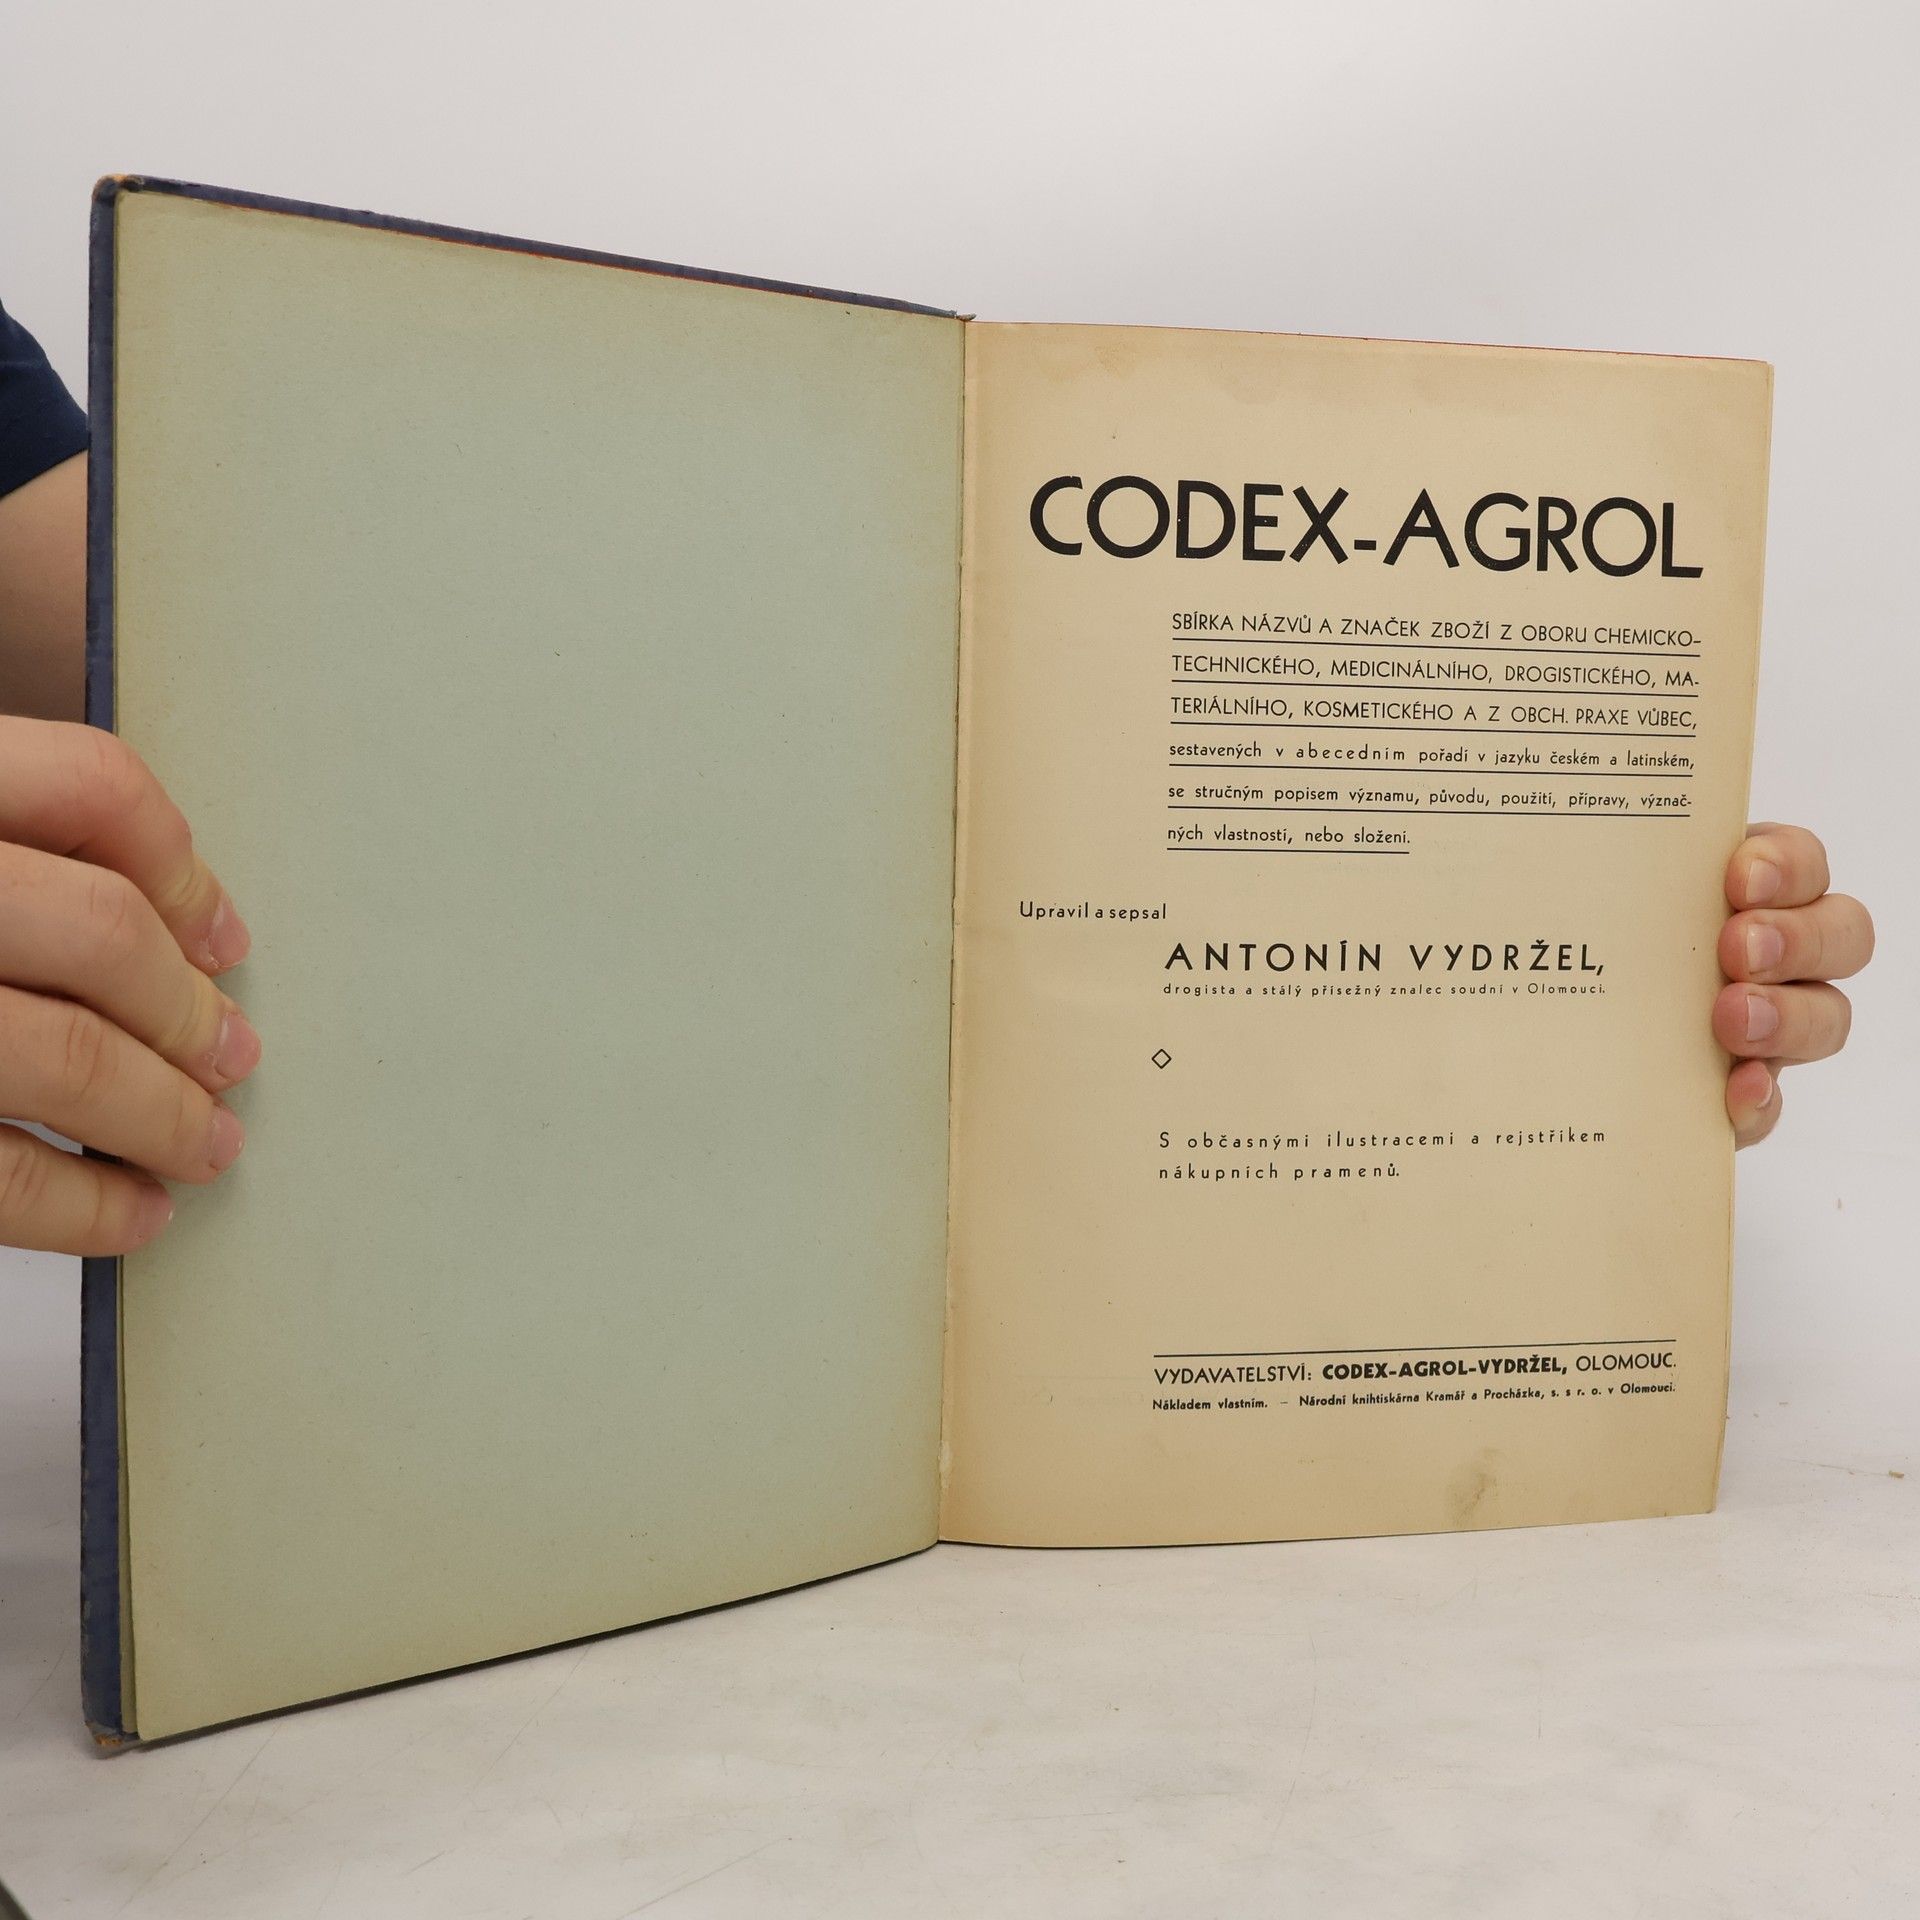 CODEX-AGROL
SBÍRKA NÁZVŮ A ZNAČEK ZBOŽÍ Z OBORU CHEMICKO-
TECHNICKÉHO, MEDICINÁLNÍHO, DROGISTICKÉHO, MA-
TERIÁLNÍHO, KOSMETICKÉHO A Z OBCH. PRAXE VŮBEC,
sestavených v abecedním pořadí v jazyku českém a latinském,
se stručným popisem významu, původu, použití, přípravy, význač-
ných vlastností, nebo složení.
Upravil a sepsal
ANTONÍN VYDRŽEL,
drogista a stálý přísežný znalec soudní v Olomouci.
S občasnými ilustracemi a rejstříkem
nákupních pramenů.
VYDAVATELSTVÍ: CODEX-AGROL-VYDRŽEL, OLOMOUC.
Nákladem vlastním. — Národní knihtiskárna Kramář a Procházka, s. s r. o. v Olomouci.